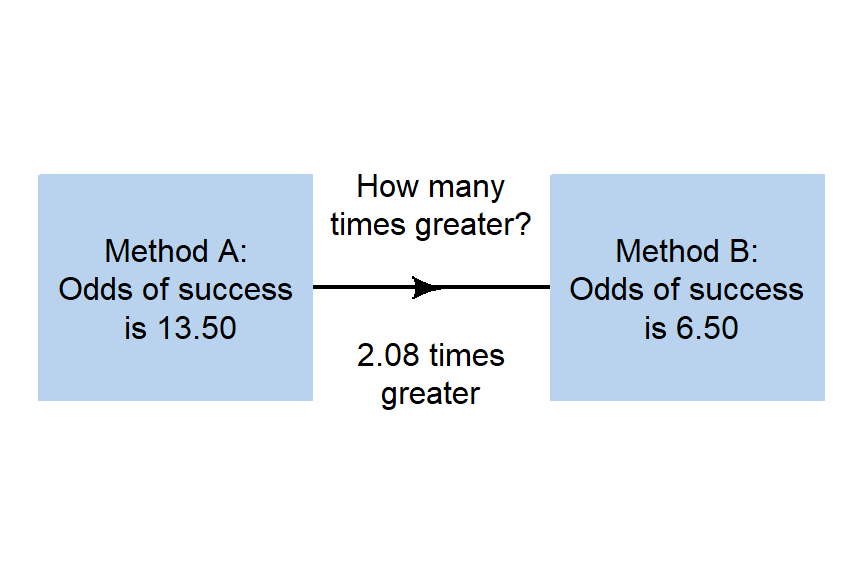 Method A:
Odds of success
is 13.50
How many
times greater?
2.08 times
greater
Method B:
Odds of success
is 6.50